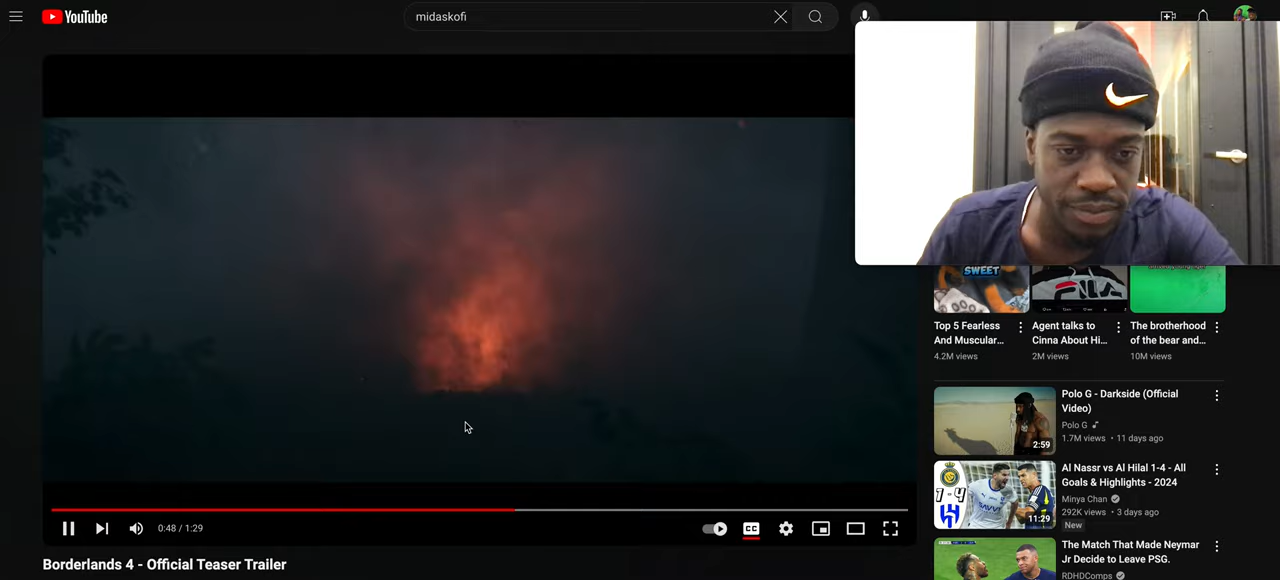 YouTube
midaskofi
SWEET
FILA
Top 5 Fearless
And Muscular...
4.2M views
Agent talks to
Cinna About Hi...
2M views
The brotherhood
of the bear and...
10M views
Polo G - Darkside (Official
Video)
Polo G
1.7M views • 11 days ago
2:59
Al Nassr vs Al Hilal 1-4 - All
Goals & Highlights - 2024
Minya Chan
292K views • 3 days ago
New
1-4
11:29
The Match That Made Neymar
Jr Decide to Leave PSG.
RDHDComps
0:48 / 1:29
CC
Borderlands 4 - Official Teaser Trailer